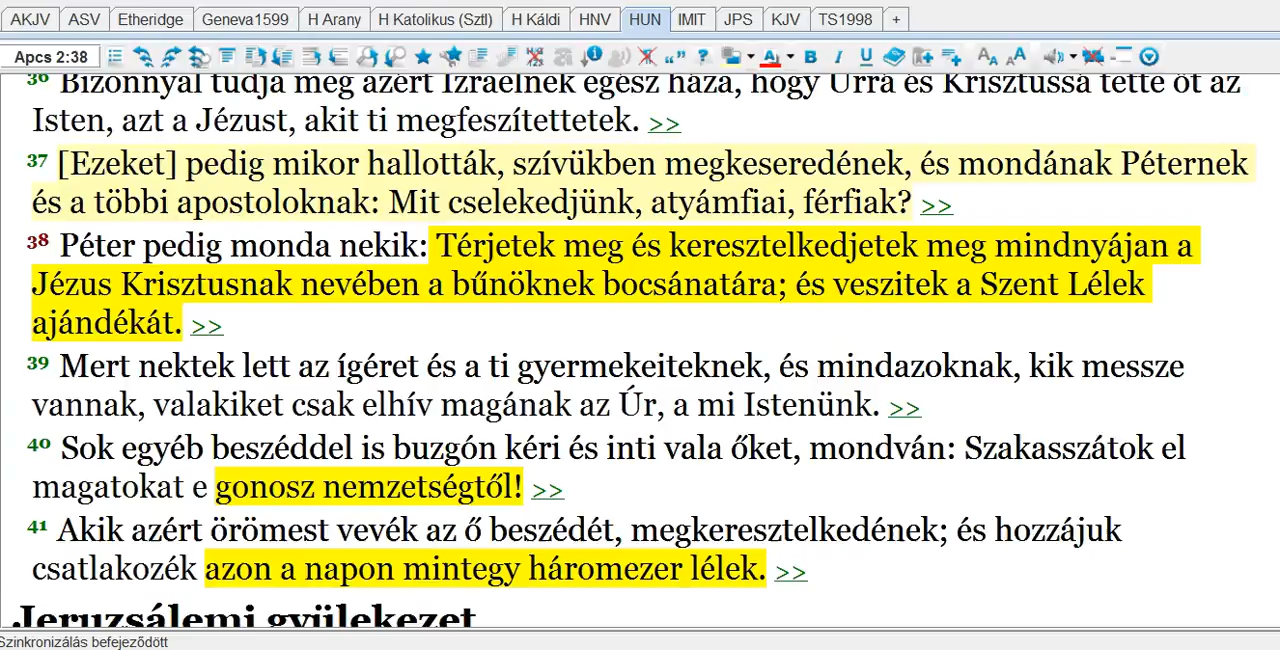 AKJV ASV Etheridge Geneva1599 H Arany H Katolikus (Sztl) H Káldi HNV HUN IMIT JPS KJV TS1998 +
Apcs 2:38
36 Bizonnyal tudja meg azért Izráelnek egész háza, hogy Úrrá és Krisztussá tette őt az
Isten, azt a Jézust, akit ti megfeszítettetek. >>
37 [Ezeket] pedig mikor hallották, szívükben megkeseredének, és mondának Péternek
és a többi apostoloknak: Mit cselekedjünk, atyámfiai, férfiak? >>
38 Péter pedig monda nekik: Térjetek meg és keresztelkedjetek meg mindnyájan a
Jézus Krisztusnak nevében a bűnöknek bocsánatára; és veszitek a Szent Lélek
ajándékát. >>
39 Mert nektek lett az ígéret és a ti gyermekeiteknek, és mindazoknak, kik messze
vannak, valakiket csak elhív magának az Úr, a mi Istenünk. >>
40 Sok egyéb beszéddel is buzgón kéri és inti vala őket, mondván: Szakasszátok el
magatokat e gonosz nemzetségtől! >>
41 Akik azért örömest vevék az ő beszédét, megkeresztelkedének; és hozzájuk
csatlakozék azon a napon mintegy háromezer lélek. >>
Jeruzsálemi gyülekezet
Szinkronizálás befejeződött